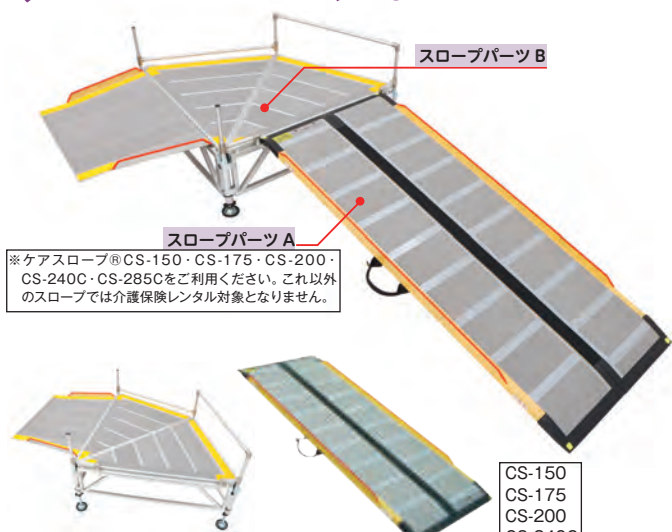 スロープパーツ B
スロープパーツ A
※ケアスロープ®CS-150・CS-175・CS-200・
CS-240C・CS-285Cをご利用ください。これ以外
のスロープでは介護保険レンタル対象となりません。
CS-150
CS-175
CS-200